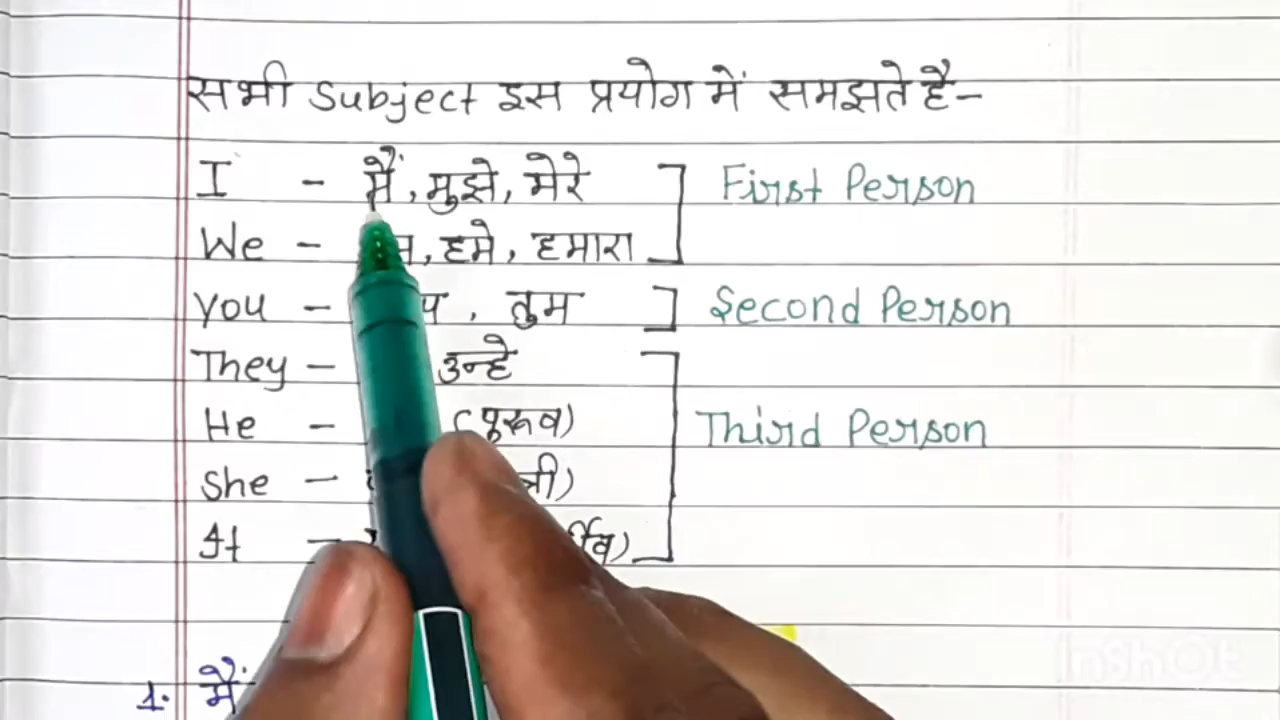 सभी Subject इस प्रयोग में समझते है-
I - मैं, मुझे, मेरे ] First Person
We - , हमे, हमारा
You - , तुम ] Second Person
They - उन्हे
He - (पुरूष) ] Third Person
She -
It -
1. मैं
InShOt